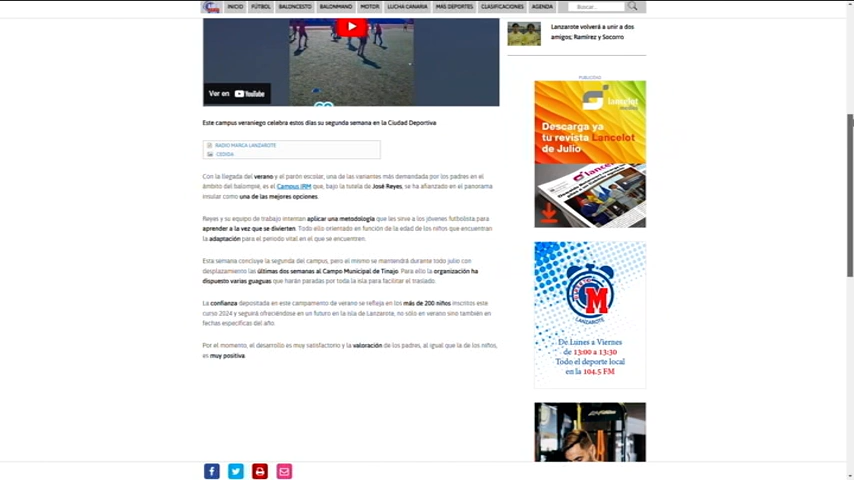 INICIO FÚTBOL BALONCESTO BALONMANO MOTOR LUCHA CANARIA MÁS DEPORTES CLASIFICACIONES AGENDA Buscar...
Ver en YouTube
Este campus veraniego celebra estos días su segunda semana en la Ciudad Deportiva
RADIO MARCA LANZAROTE
CEDIDA
Con la llegada del verano y el parón escolar, una de las variantes más demandada por los padres en el
ámbito del balompié, es el Campus IRM que, bajo la tutela de José Reyes, se ha afianzado en el panorama
insular como una de las mejores opciones.
Reyes y su equipo de trabajo intentan aplicar una metodología que les sirve a los jóvenes futbolista para
aprender a la vez que se divierten. Todo ello orientado en función de la edad de los niños que encuentran
la adaptación para el periodo vital en el que se encuentren.
Esta semana concluye la segunda del campus, pero el mismo se mantendrá durante todo julio con
desplazamiento las últimas dos semanas al Campo Municipal de Tinajo. Para ello la organización ha
dispuesto varias guaguas que harán paradas por toda la isla para facilitar el traslado.
La confianza depositada en este campamento de verano se refleja en los más de 200 niños inscritos este
curso 2024 y seguirá ofreciéndose en un futuro en la isla de Lanzarote, no sólo en verano sino también en
fechas específicas del año.
Por el momento, el desarrollo es muy satisfactorio y la valoración de los padres, al igual que la de los niños,
es muy positiva.
Lanzarote volverá a unir a dos
amigos; Ramírez y Socorro
PUBLICIDAD
lancelot
medios
Descarga ya
tu revista Lancelot
de Julio
M
LANZAROTE
De Lunes a Viernes
de 13:00 a 13:30
Todo el deporte local
en la 104.5 FM